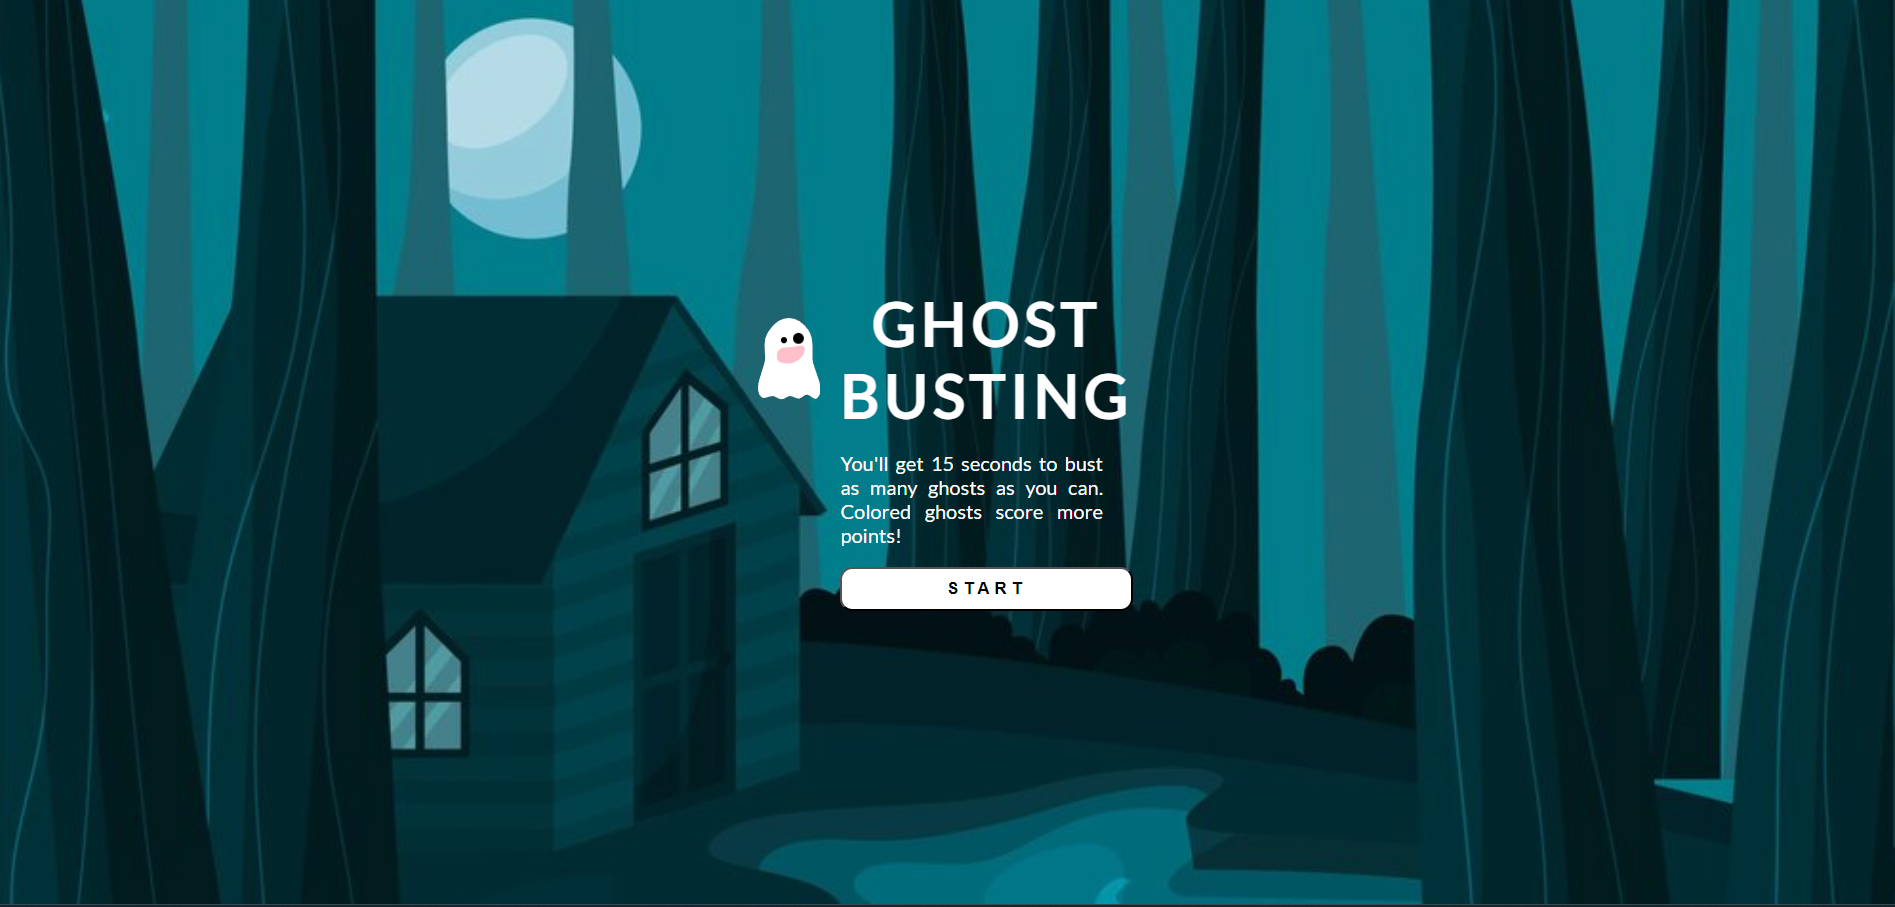 GHOST
BUSTING
You'll get 15 seconds to bust
as many ghosts as you can.
Colored ghosts score more
points!
START